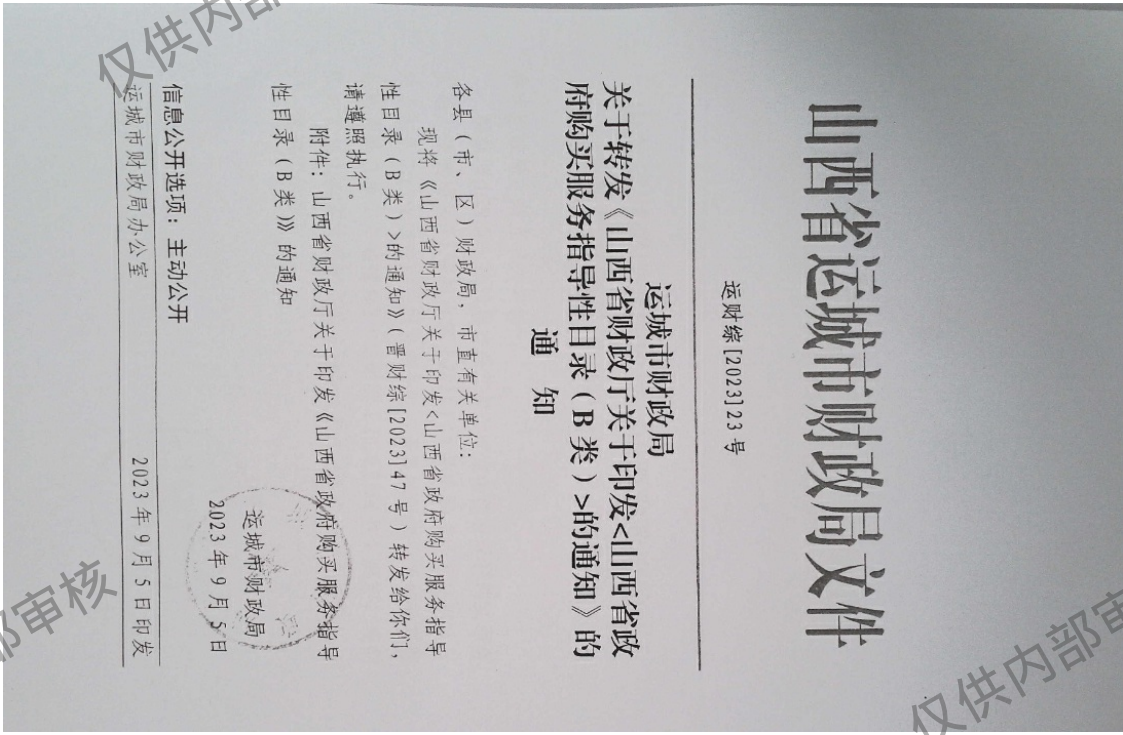 山西省运城市财政局文件
运财综[2023]23号
运城市财政局
关于转发《山西省财政厅关于印发<山西省政
府购买服务指导性目录（B类）>的通知》的
通 知
各县（市、区）财政局，市直有关单位：
现将《山西省财政厅关于印发<山西省政府购买服务指导
性目录（B类）>的通知》（晋财综[2023]47号）转发给你们，
请遵照执行。
附件：山西省财政厅关于印发《山西省政府购买服务指导
性目录（B类）》的通知
运城市财政局
2023年9月5日
信息公开选项：主动公开
运城市财政局办公室 2023年9月5日印发
仅供内部
部审核
仅供内部审